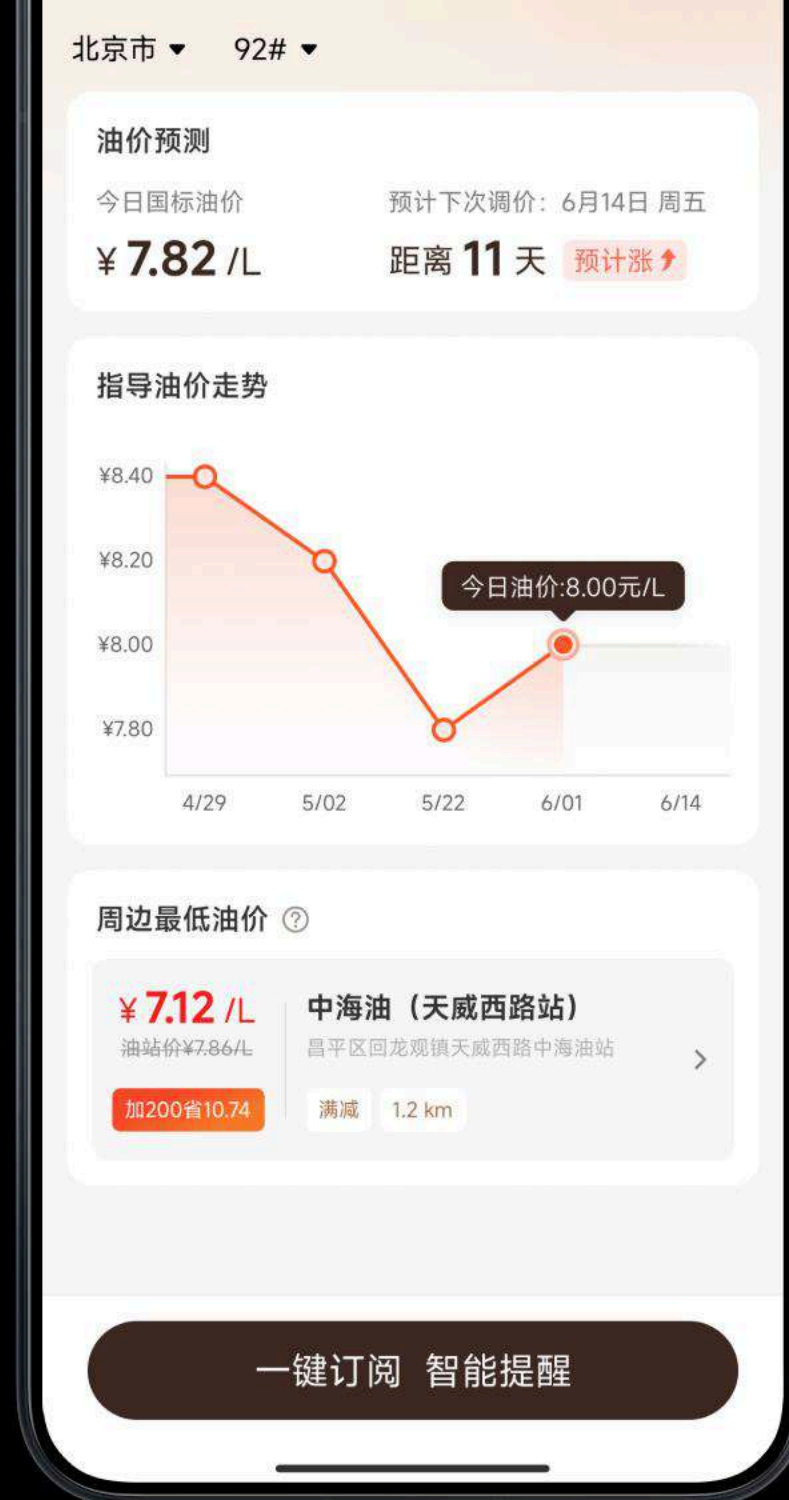 北京市 92#
油价预测
今日国标油价 预计下次调价：6月14日 周五
¥ 7.82 /L 距离 11 天 预计涨
指导油价走势
¥8.40
¥8.20
今日油价:8.00元/L
¥8.00
¥7.80
4/29 5/02 5/22 6/01 6/14
周边最低油价 ?
¥ 7.12 /L 中海油（天威西路站）
油站价¥7.86/L 昌平区回龙观镇天威西路中海油站
加200省10.74 满减 1.2 km
一键订阅 智能提醒